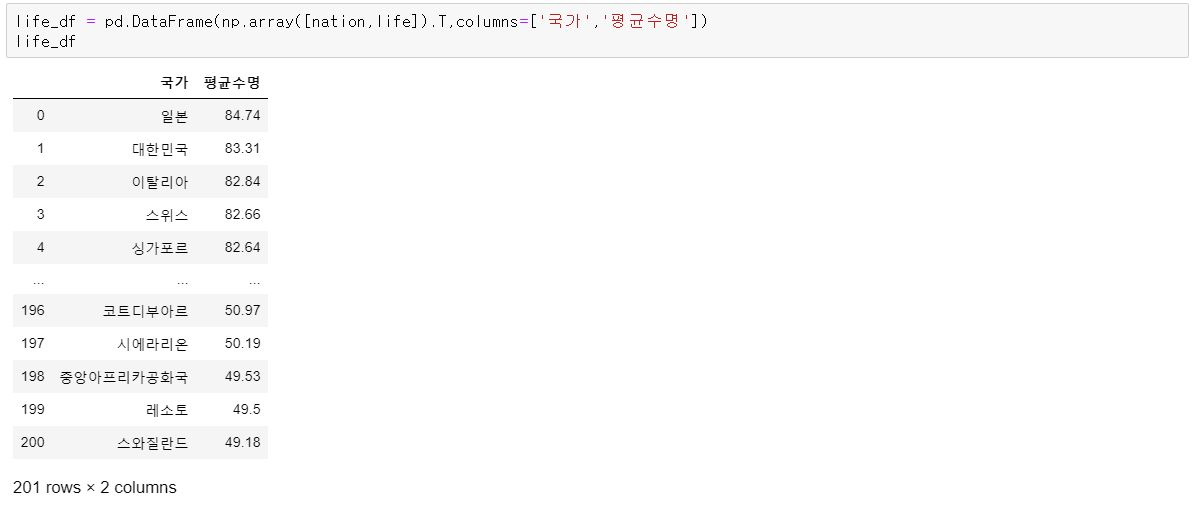 life_df = pd.DataFrame(np.array([nation,life]).T,columns=['국가','평균수명'])
life_df
국가 평균수명
0 일본 84.74
1 대한민국 83.31
2 이탈리아 82.84
3 스위스 82.66
4 싱가포르 82.64
... ... ...
196 코트디부아르 50.97
197 시에라리온 50.19
198 중앙아프리카공화국 49.53
199 레소토 49.5
200 스와질란드 49.18
201 rows × 2 columns